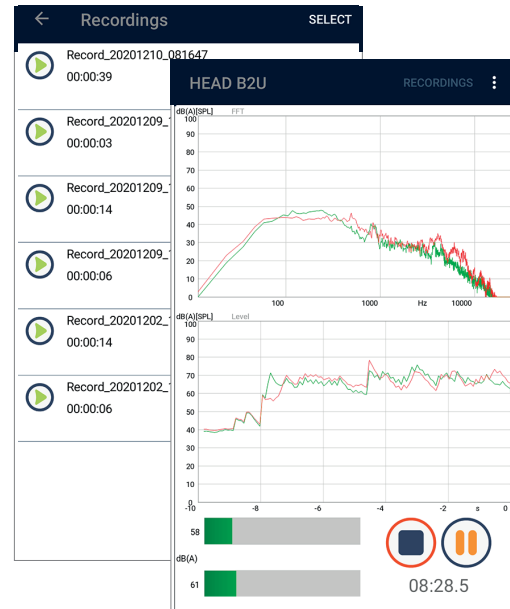 Recordings SELECT
Record_20201210_081647
00:00:39
Record_20201209_
00:00:03
Record_20201209_
00:00:14
Record_20201209_
00:00:06
Record_20201202_
00:00:14
Record_20201202_
00:00:06
HEAD B2U RECORDINGS
dB(A)[SPL] FFT
100
90
80
70
60
50
40
30
20
10
0
100 1000 Hz 10000
dB(A)[SPL] Level
100
90
80
70
60
50
40
30
20
10
0
-10 -8 -6 -4 -2 s 0
58
dB(A)
61
08:28.5